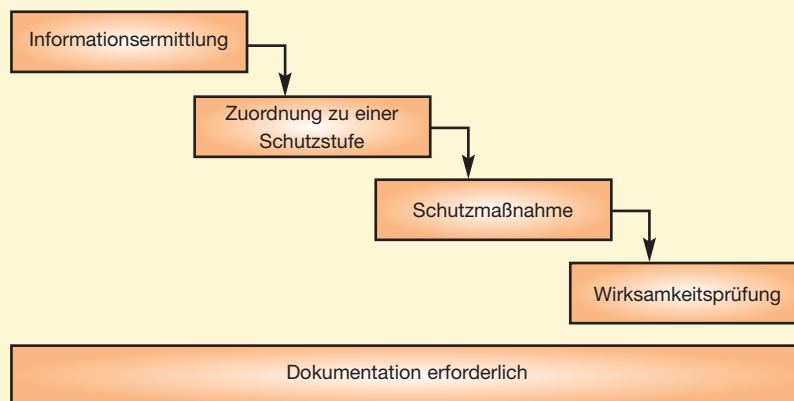 Informationsermittlung
Zuordnung zu einer
Schutzstufe
Schutzmaßnahme
Wirksamkeitsprüfung
Dokumentation erforderlich